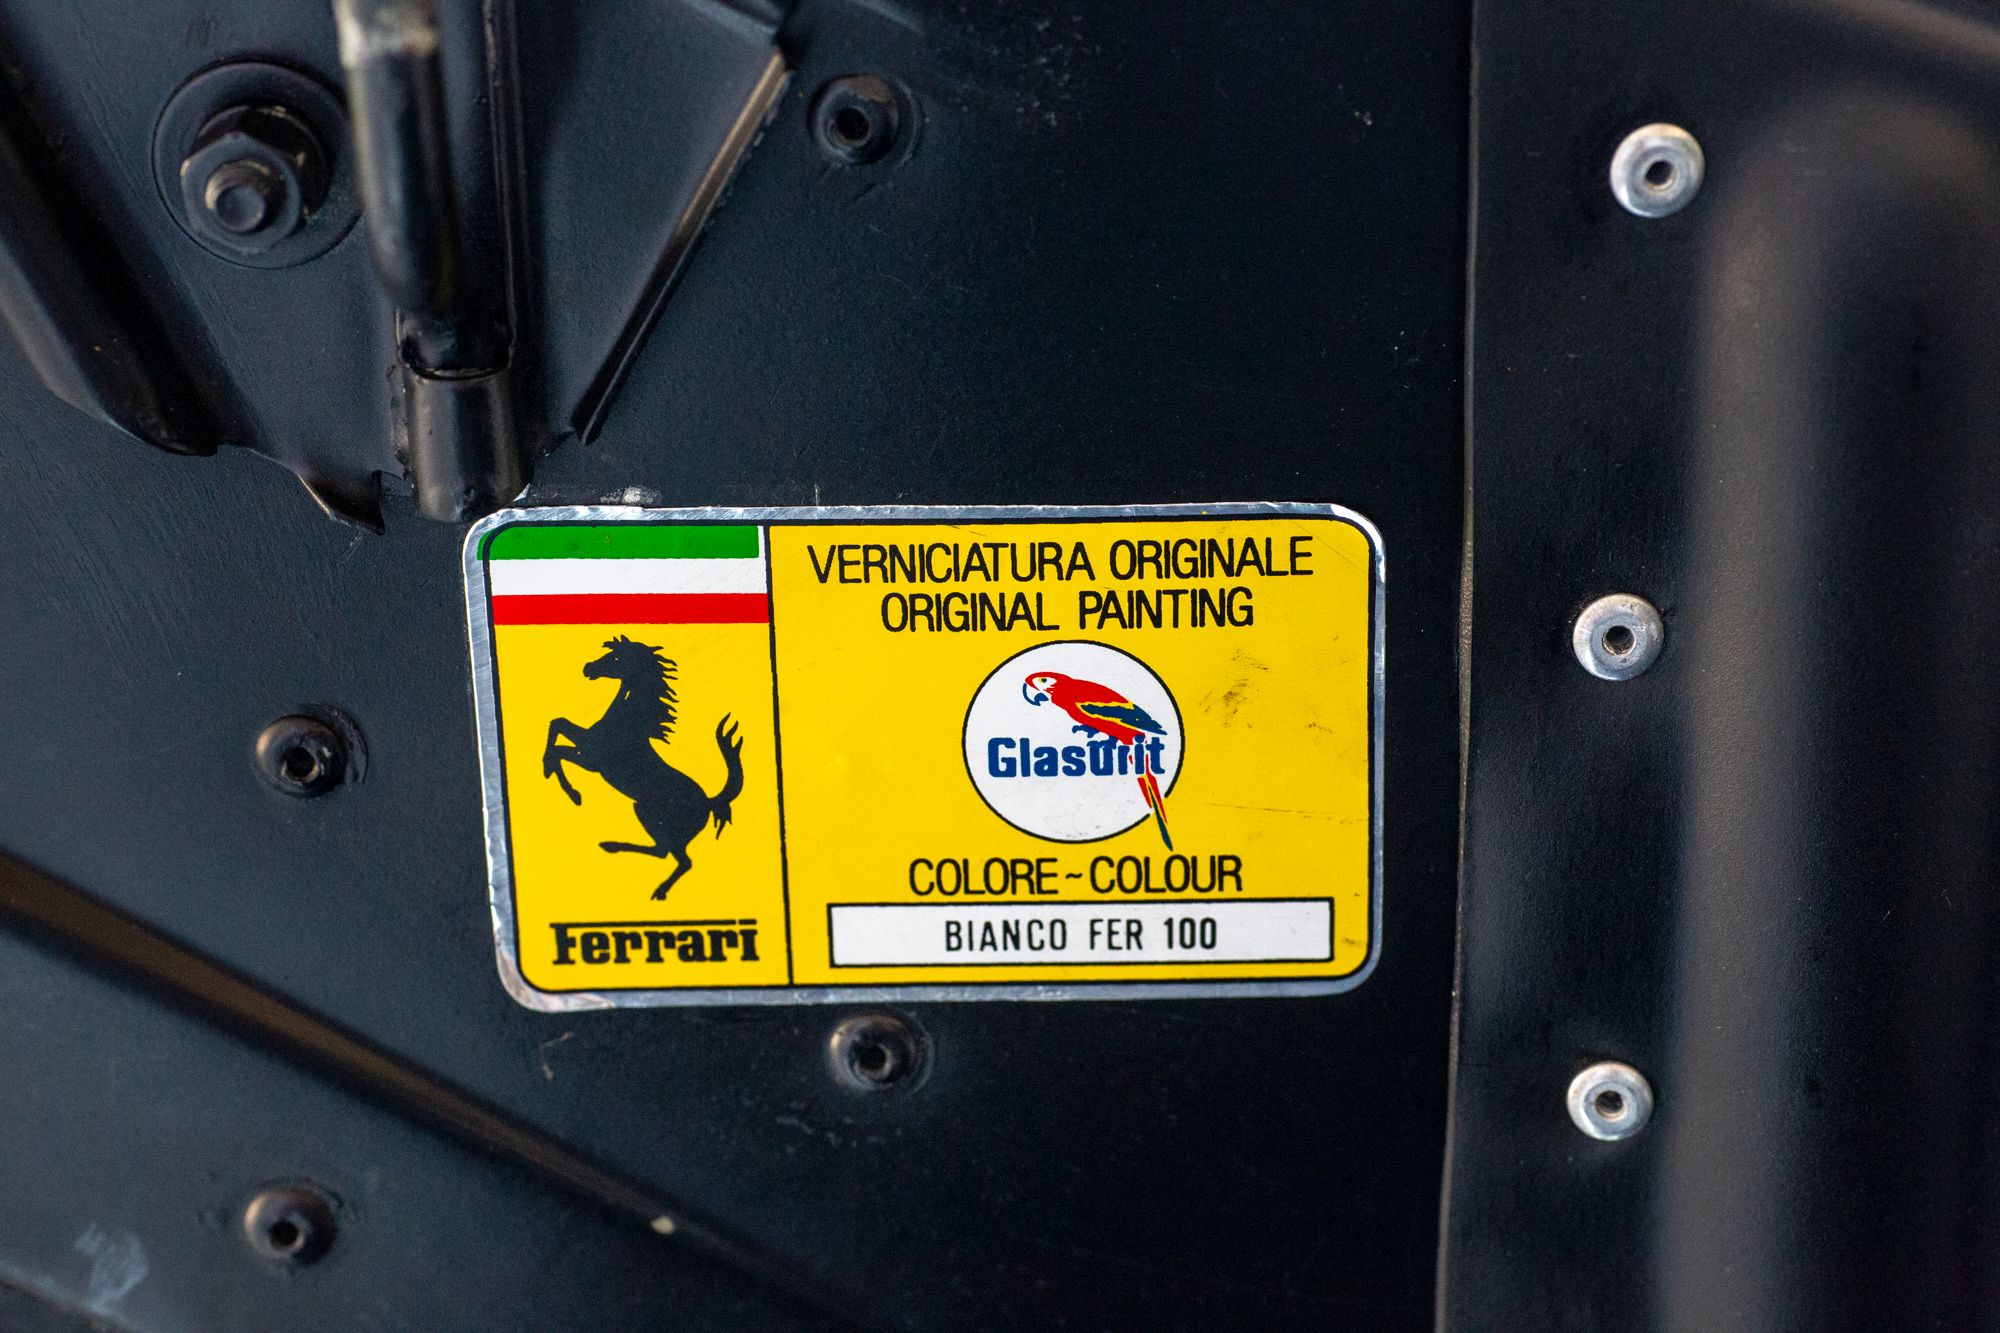 VERNICIATURA ORIGINALE
ORIGINAL PAINTING
Glasurit
COLORE~COLOUR
BIANCO FER 100
Ferrari